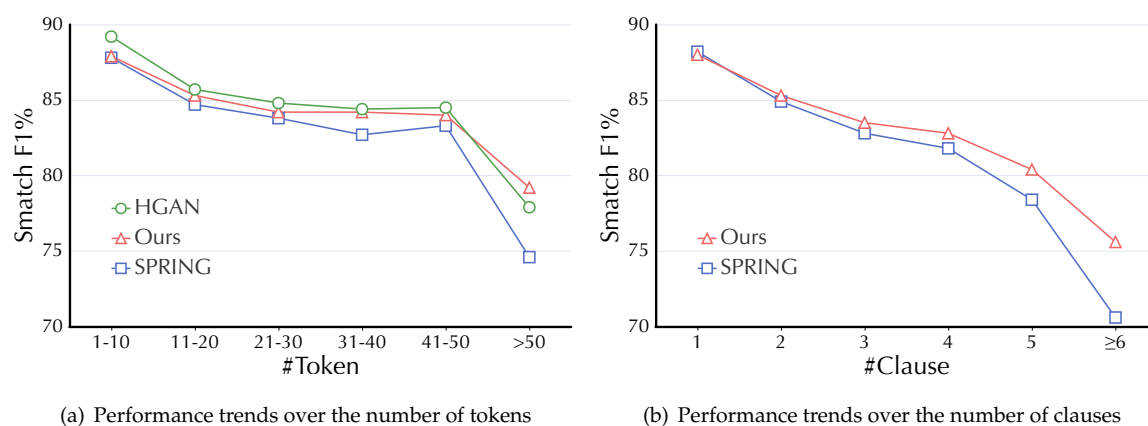 90
85
80
75
70
Smatch F1%
HGAN
Ours
SPRING
1-10 11-20 21-30 31-40 41-50 >50
#Token
(a) Performance trends over the number of tokens
90
85
80
75
70
Smatch F1%
Ours
SPRING
1 2 3 4 5 ≥6
#Clause
(b) Performance trends over the number of clauses